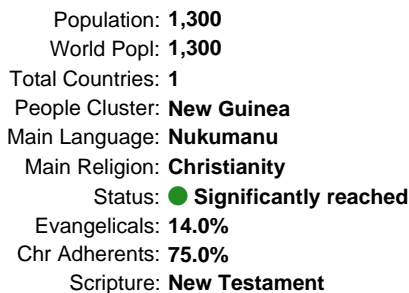 Population: 1,300
World Popl: 1,300
Total Countries: 1
People Cluster: New Guinea
Main Language: Nukumanu
Main Religion: Christianity
Status: Significantly reached
Evangelicals: 14.0%
Chr Adherents: 75.0%
Scripture: New Testament